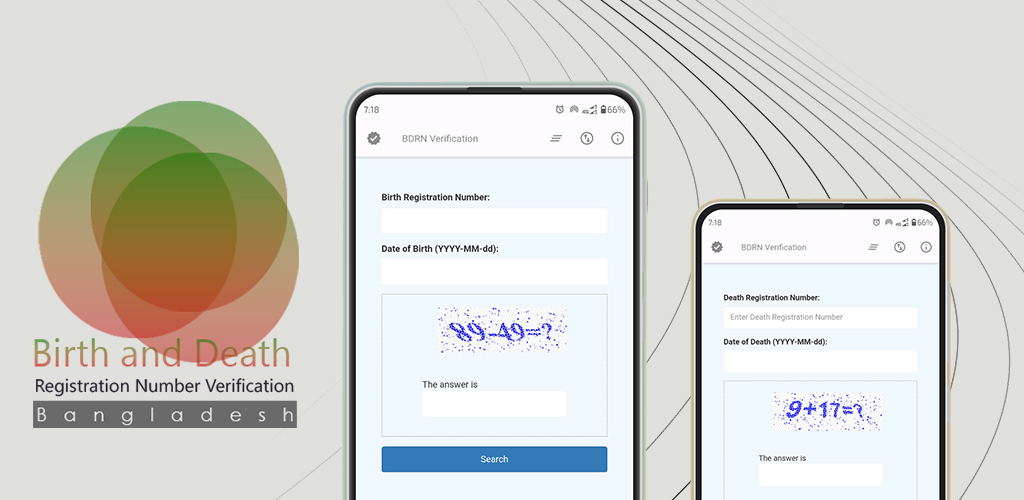 Birth and Death
Registration Number Verification
Bangladesh
7:18
4G
66%
BDRN Verification
Birth Registration Number:
Date of Birth (YYYY-MM-dd):
89-49=?
The answer is
Search
7:18
4G
66%
BDRN Verification
Death Registration Number:
Enter Death Registration Number
Date of Death (YYYY-MM-dd):
9+17=?
The answer is